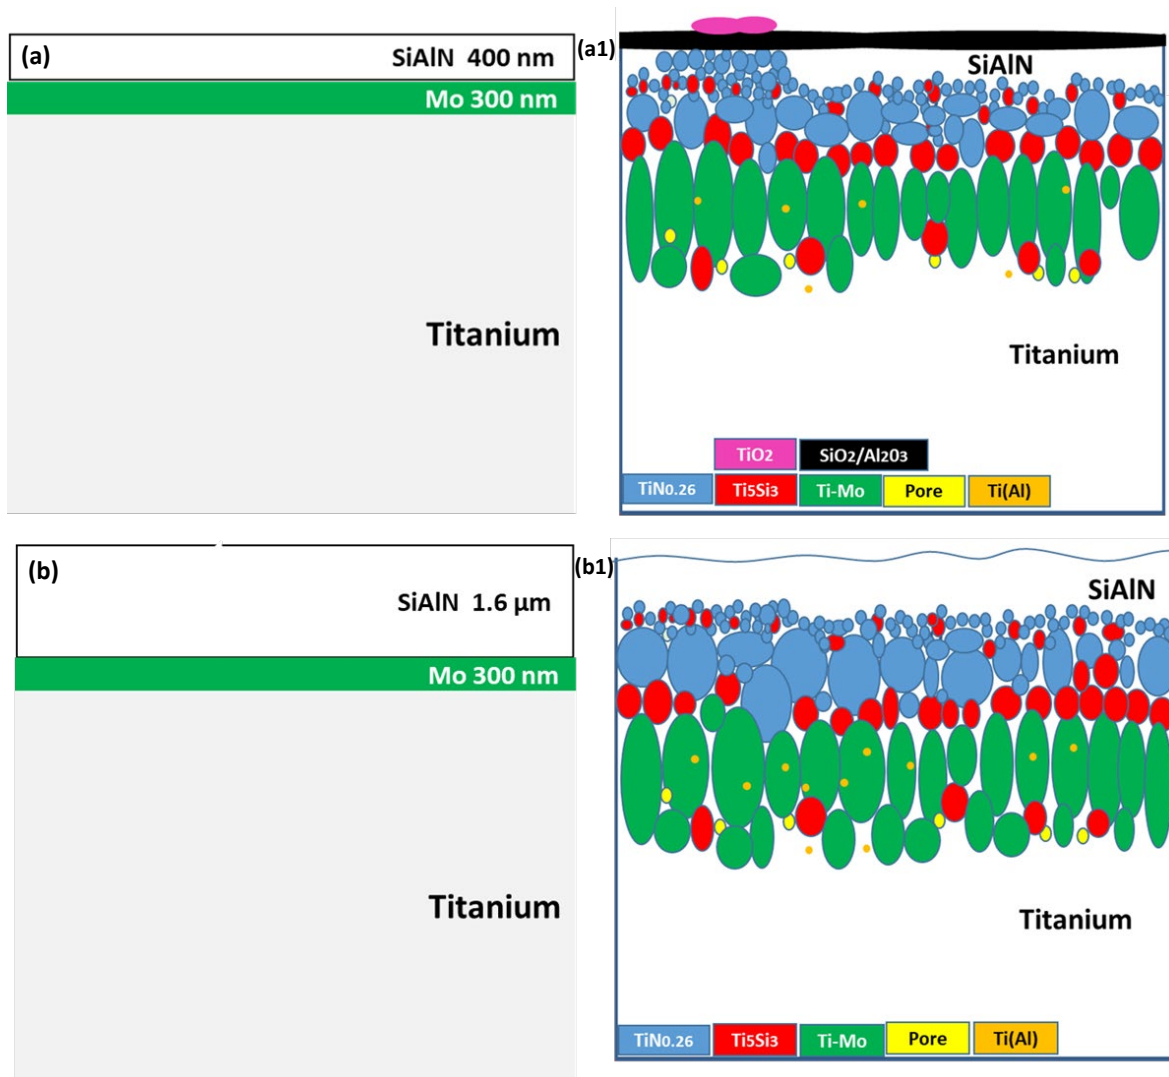 (a)
SiAlN 400 nm
Mo 300 nm
Titanium
(a1)
SiAlN
Titanium
TiO2 SiO2/Al2O3
TiN0.26 Ti5Si3 Ti-Mo Pore Ti(Al)
(b)
SiAlN 1.6 µm
Mo 300 nm
Titanium
(b1)
SiAlN
Titanium
TiN0.26 Ti5Si3 Ti-Mo Pore Ti(Al)